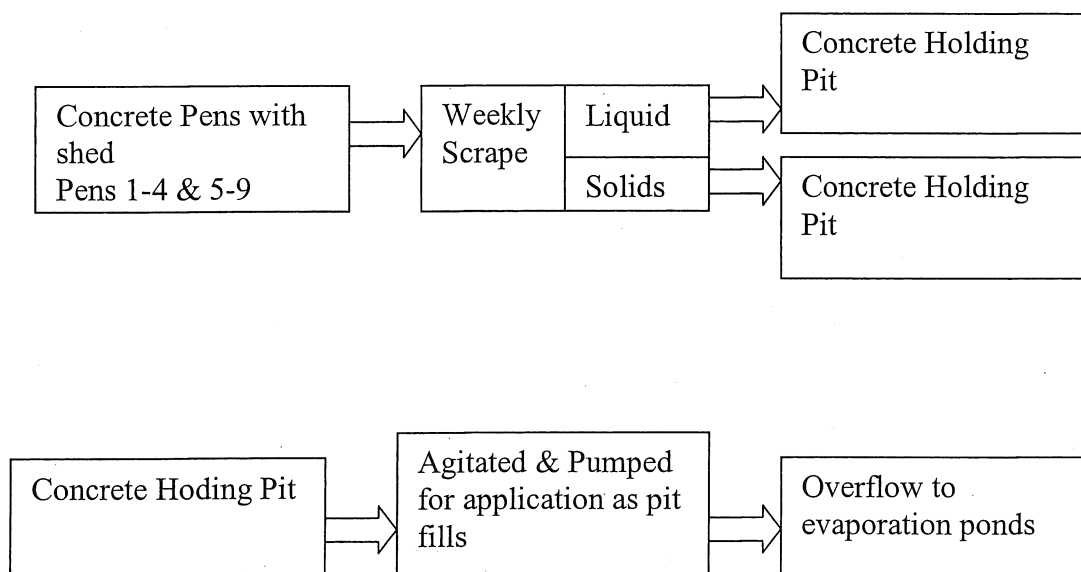 Concrete Pens with
shed
Pens 1-4 & 5-9
Weekly
Scrape
Liquid
Solids
Concrete Holding
Pit
Concrete Holding
Pit
Concrete Hoding Pit
Agitated & Pumped
for application as pit
fills
Overflow to
evaporation ponds